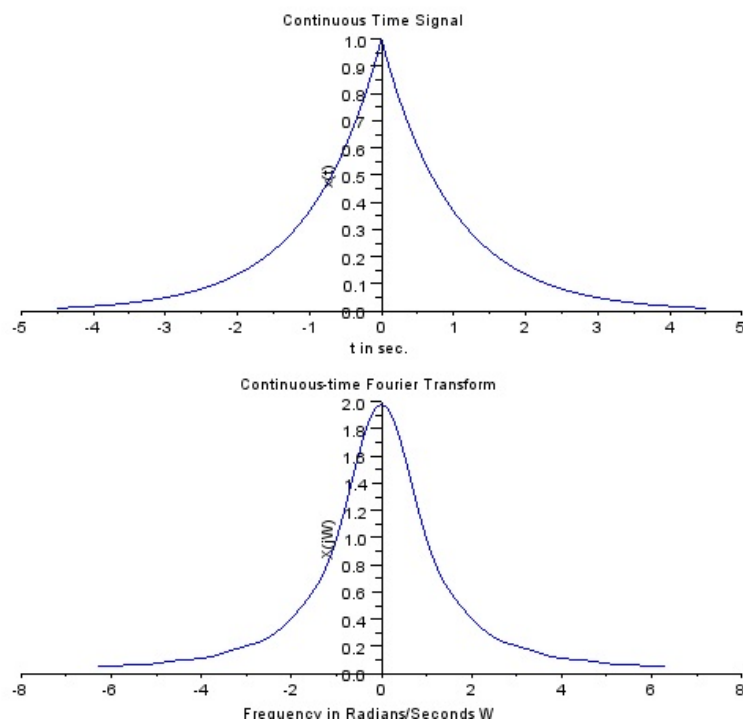 Continuous Time Signal
1.0
0.9
0.8
0.7
0.6
x(t)
0.5
0.4
0.3
0.2
0.1
0.0
-5 -4 -3 -2 -1 0 1 2 3 4 5
t in sec.
Continuous-time Fourier Transform
2.0
1.8
1.6
1.4
1.2
X(jW)
1.0
0.8
0.6
0.4
0.2
0.0
-8 -6 -4 -2 0 2 4 6 8
Frequency in Radians/Seconds W